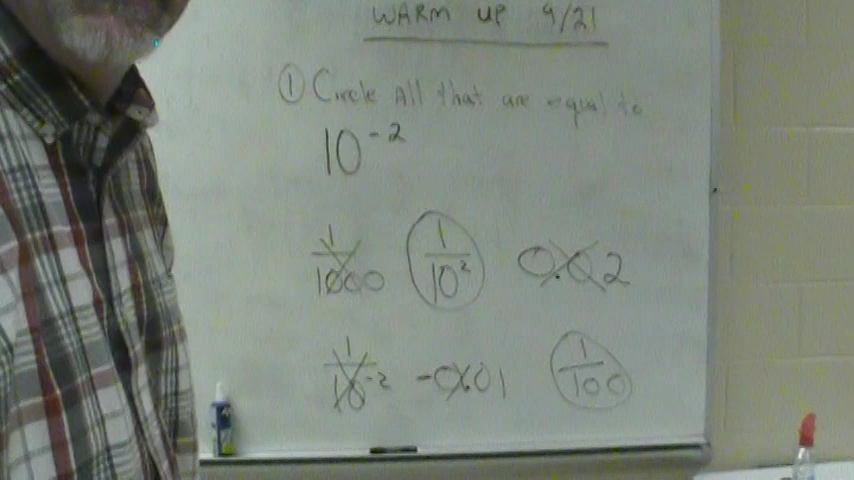 WARM UP 9/21
① Circle All that are equal to
10⁻²
1/1000 1/10² 0.02
1/10⁻² -0.01 1/100